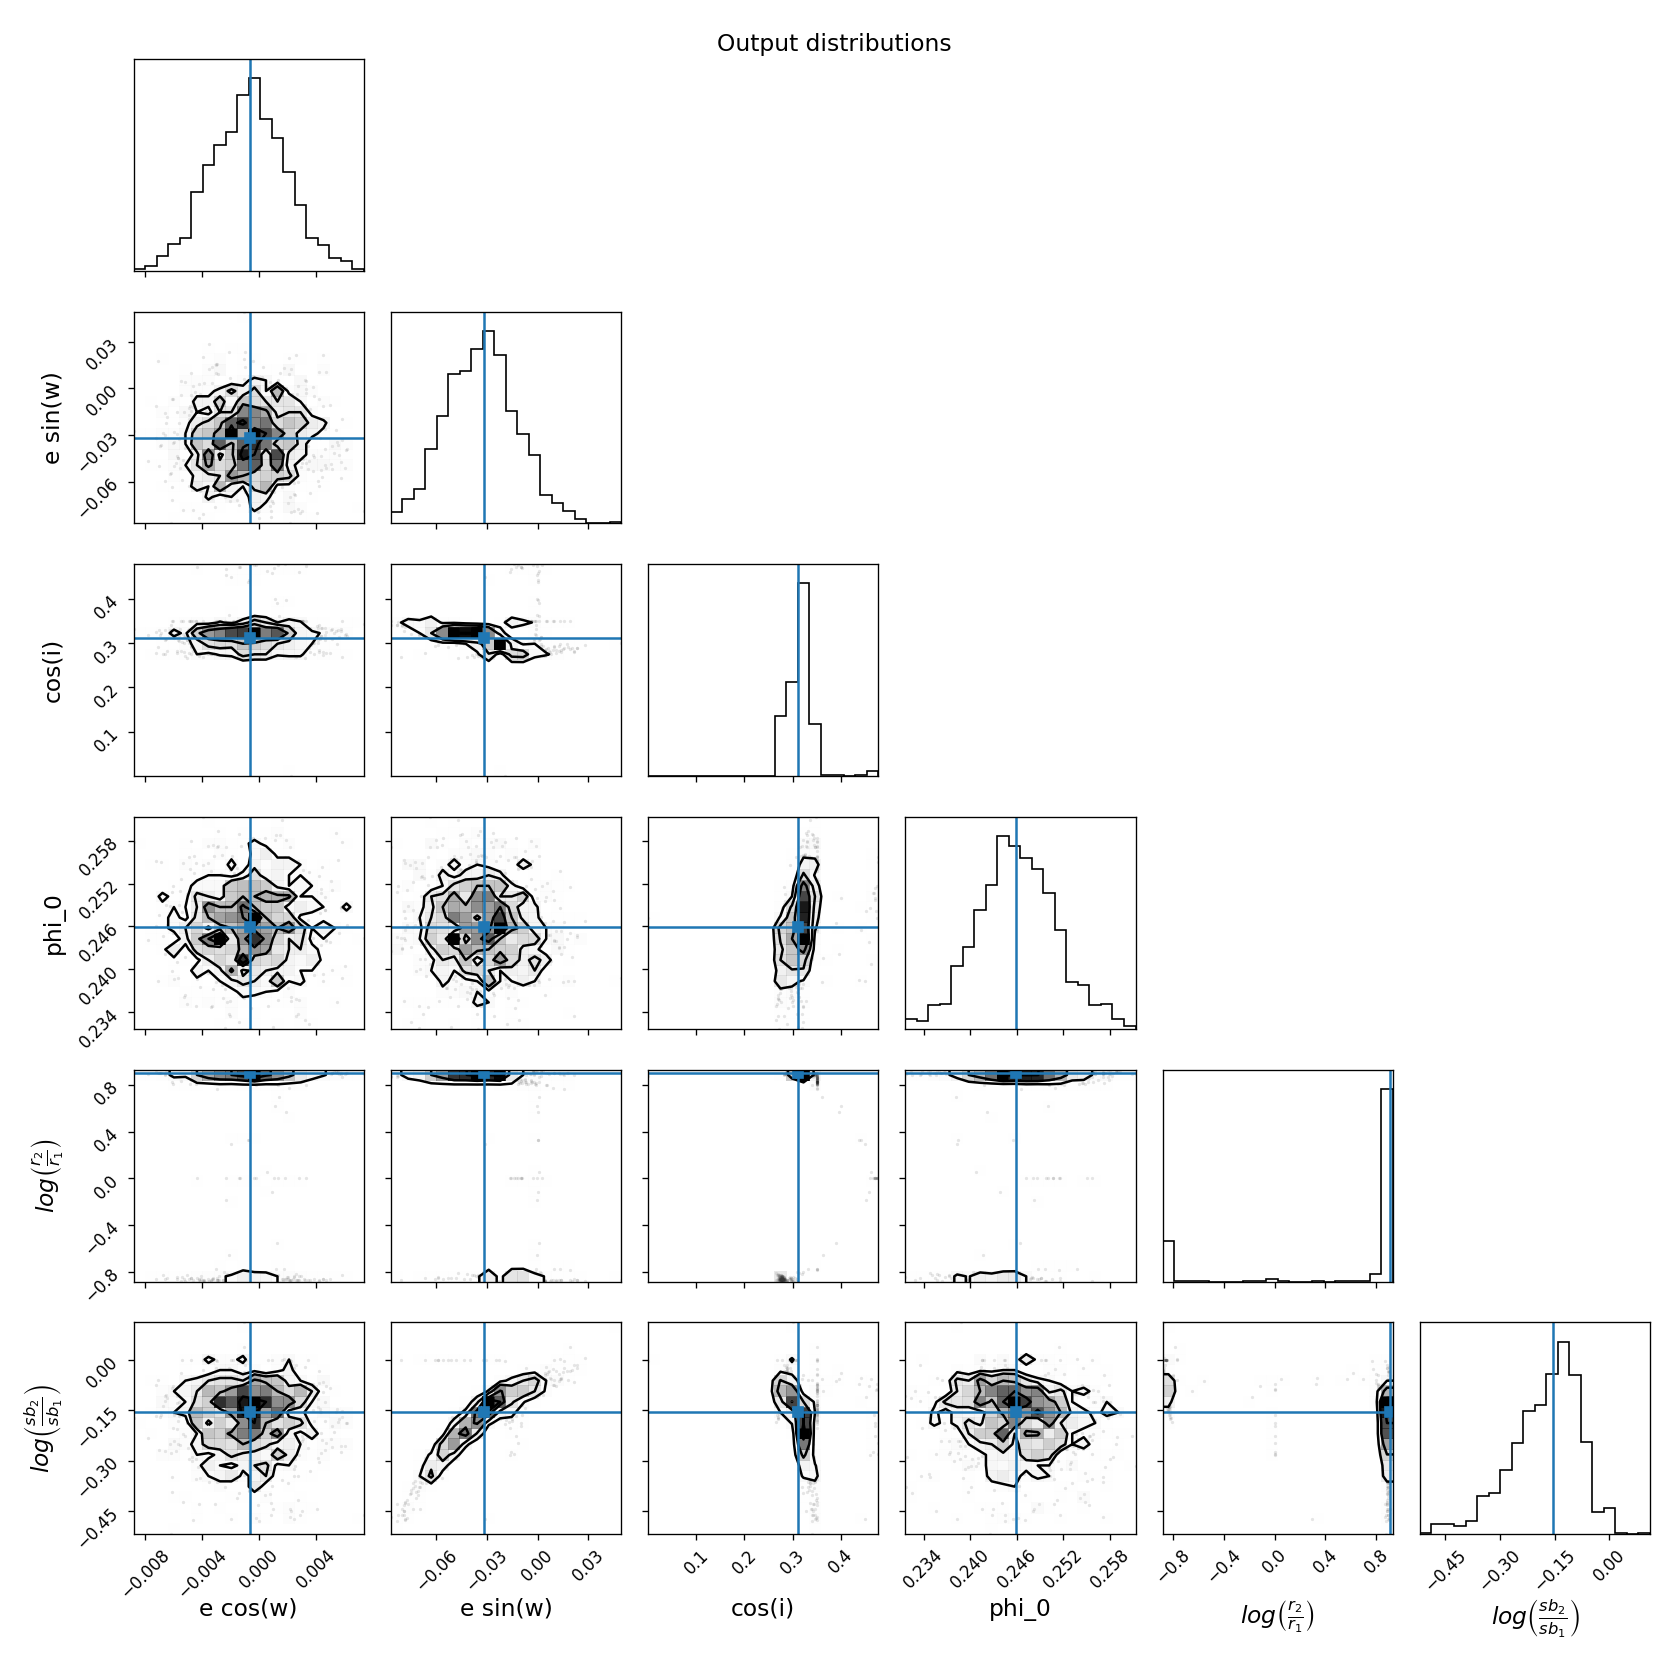 Output distributions
e sin(w)
0.03
0.00
−0.03
−0.06
cos(i)
0.4
0.3
0.2
0.1
phi_0
0.258
0.252
0.246
0.240
0.234
log(r₂/r₁)
0.8
0.4
0.0
−0.4
−0.8
log(sb₂/sb₁)
0.00
−0.15
−0.30
−0.45
−0.008 −0.004 0.000 0.004
−0.06 −0.03 0.00 0.03
0.1 0.2 0.3 0.4
0.234 0.240 0.246 0.252 0.258
−0.8 −0.4 0.0 0.4 0.8
−0.45 −0.30 −0.15 0.00
e cos(w)
e sin(w)
cos(i)
phi_0
log(r₂/r₁)
log(sb₂/sb₁)